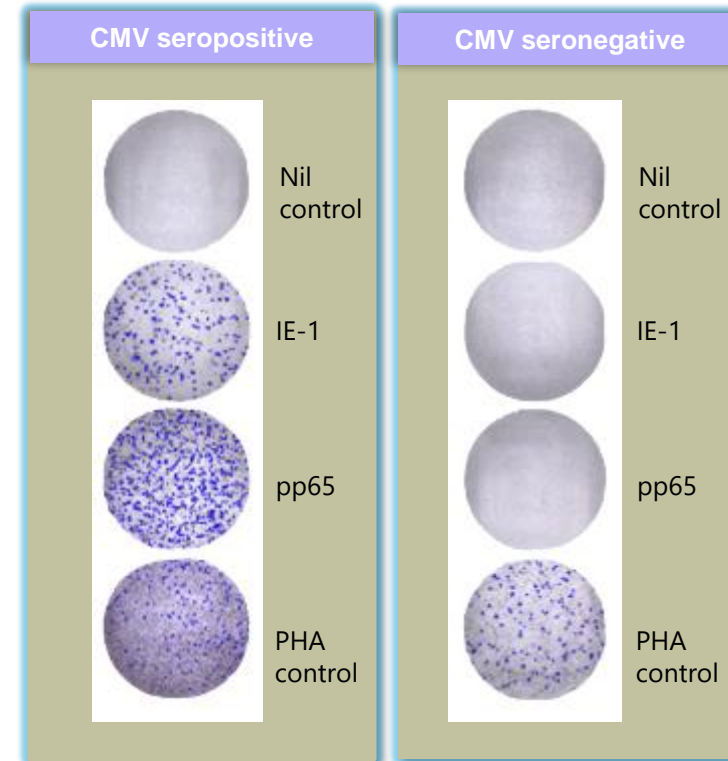 CMV seropositive
Nil
control
IE-1
pp65
PHA
control
CMV seronegative
Nil
control
IE-1
pp65
PHA
control